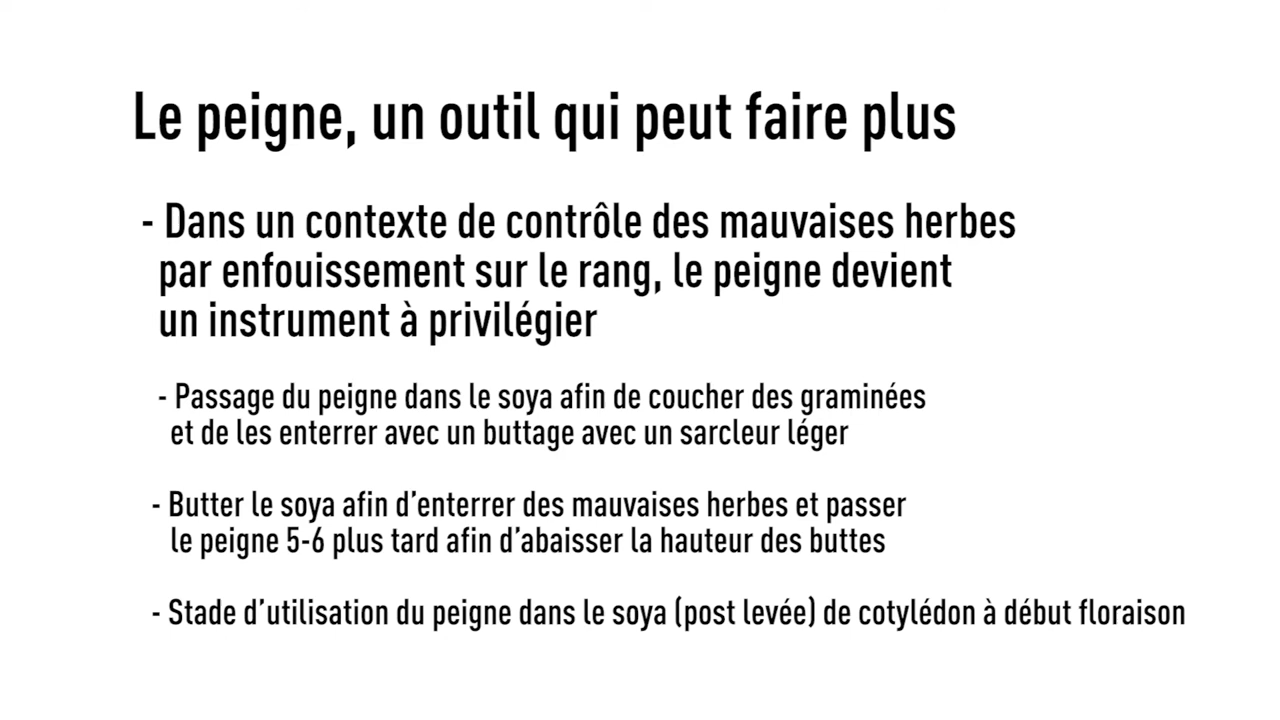 Le peigne, un outil qui peut faire plus
- Dans un contexte de contrôle des mauvaises herbes
par enfouissement sur le rang, le peigne devient
un instrument à privilégier
- Passage du peigne dans le soya afin de coucher des graminées
et de les enterrer avec un buttage avec un sarcleur léger
- Butter le soya afin d’enterrer des mauvaises herbes et passer
le peigne 5-6 plus tard afin d’abaisser la hauteur des buttes
- Stade d’utilisation du peigne dans le soya (post levée) de cotylédon à début floraison